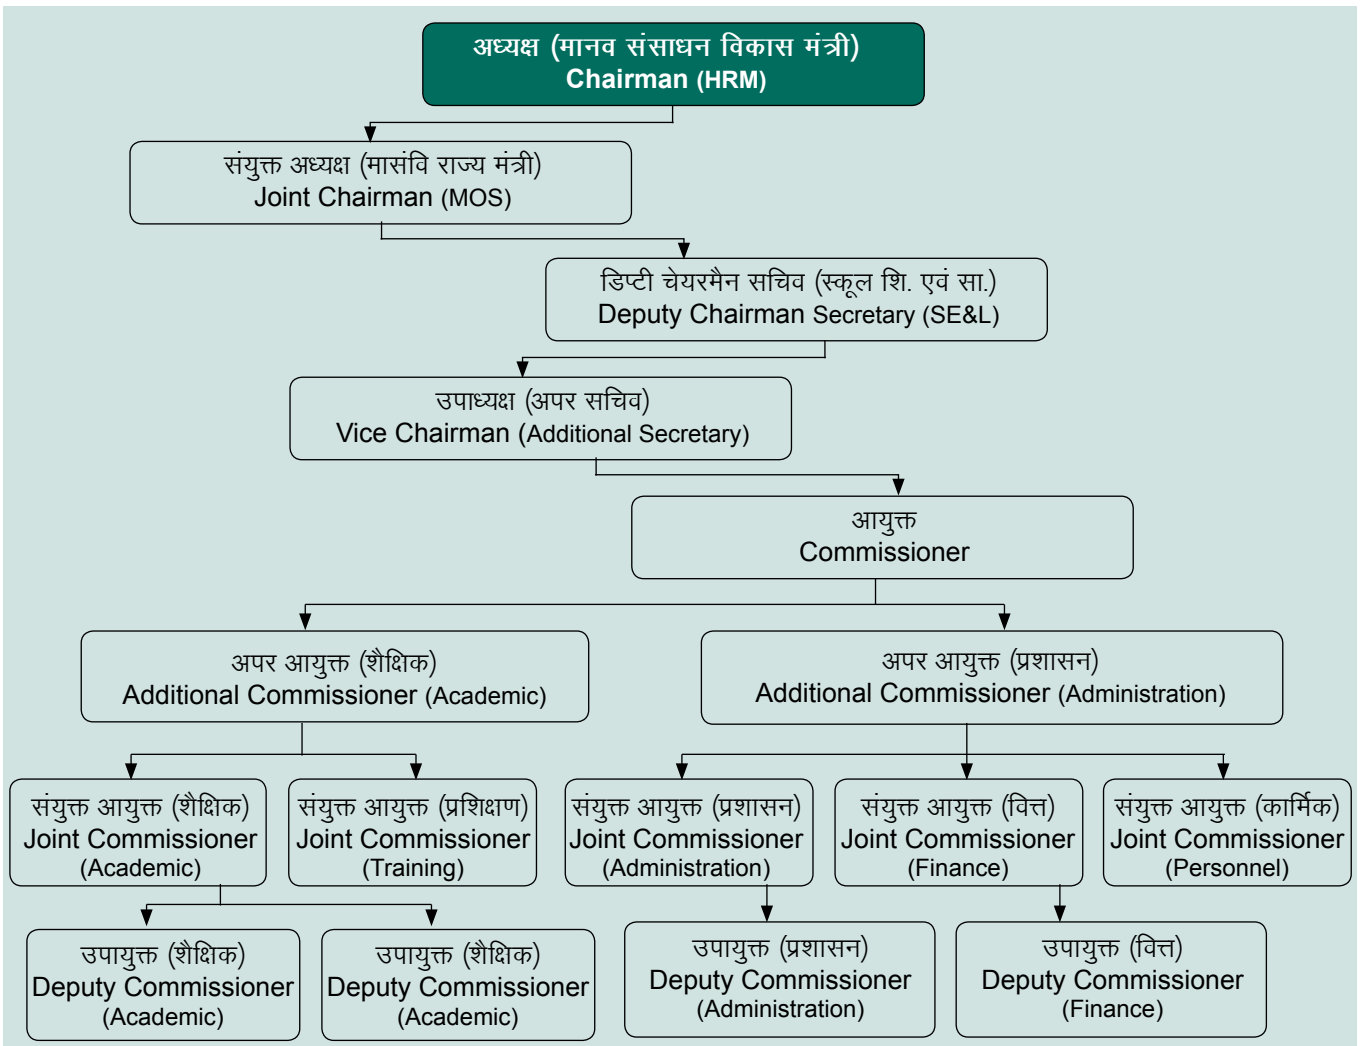 अध्यक्ष (मानव संसाधन विकास मंत्री)
Chairman (HRM)
संयुक्त अध्यक्ष (मासंवि राज्य मंत्री)
Joint Chairman (MOS)
डिप्टी चेयरमैन सचिव (स्कूल शि. एवं सा.)
Deputy Chairman Secretary (SE&L)
उपाध्यक्ष (अपर सचिव)
Vice Chairman (Additional Secretary)
आयुक्त
Commissioner
अपर आयुक्त (शैक्षिक)
Additional Commissioner (Academic)
अपर आयुक्त (प्रशासन)
Additional Commissioner (Administration)
संयुक्त आयुक्त (शैक्षिक)
Joint Commissioner
(Academic)
संयुक्त आयुक्त (प्रशिक्षण)
Joint Commissioner
(Training)
संयुक्त आयुक्त (प्रशासन)
Joint Commissioner
(Administration)
संयुक्त आयुक्त (वित्त)
Joint Commissioner
(Finance)
संयुक्त आयुक्त (कार्मिक)
Joint Commissioner
(Personnel)
उपायुक्त (शैक्षिक)
Deputy Commissioner
(Academic)
उपायुक्त (शैक्षिक)
Deputy Commissioner
(Academic)
उपायुक्त (प्रशासन)
Deputy Commissioner
(Administration)
उपायुक्त (वित्त)
Deputy Commissioner
(Finance)